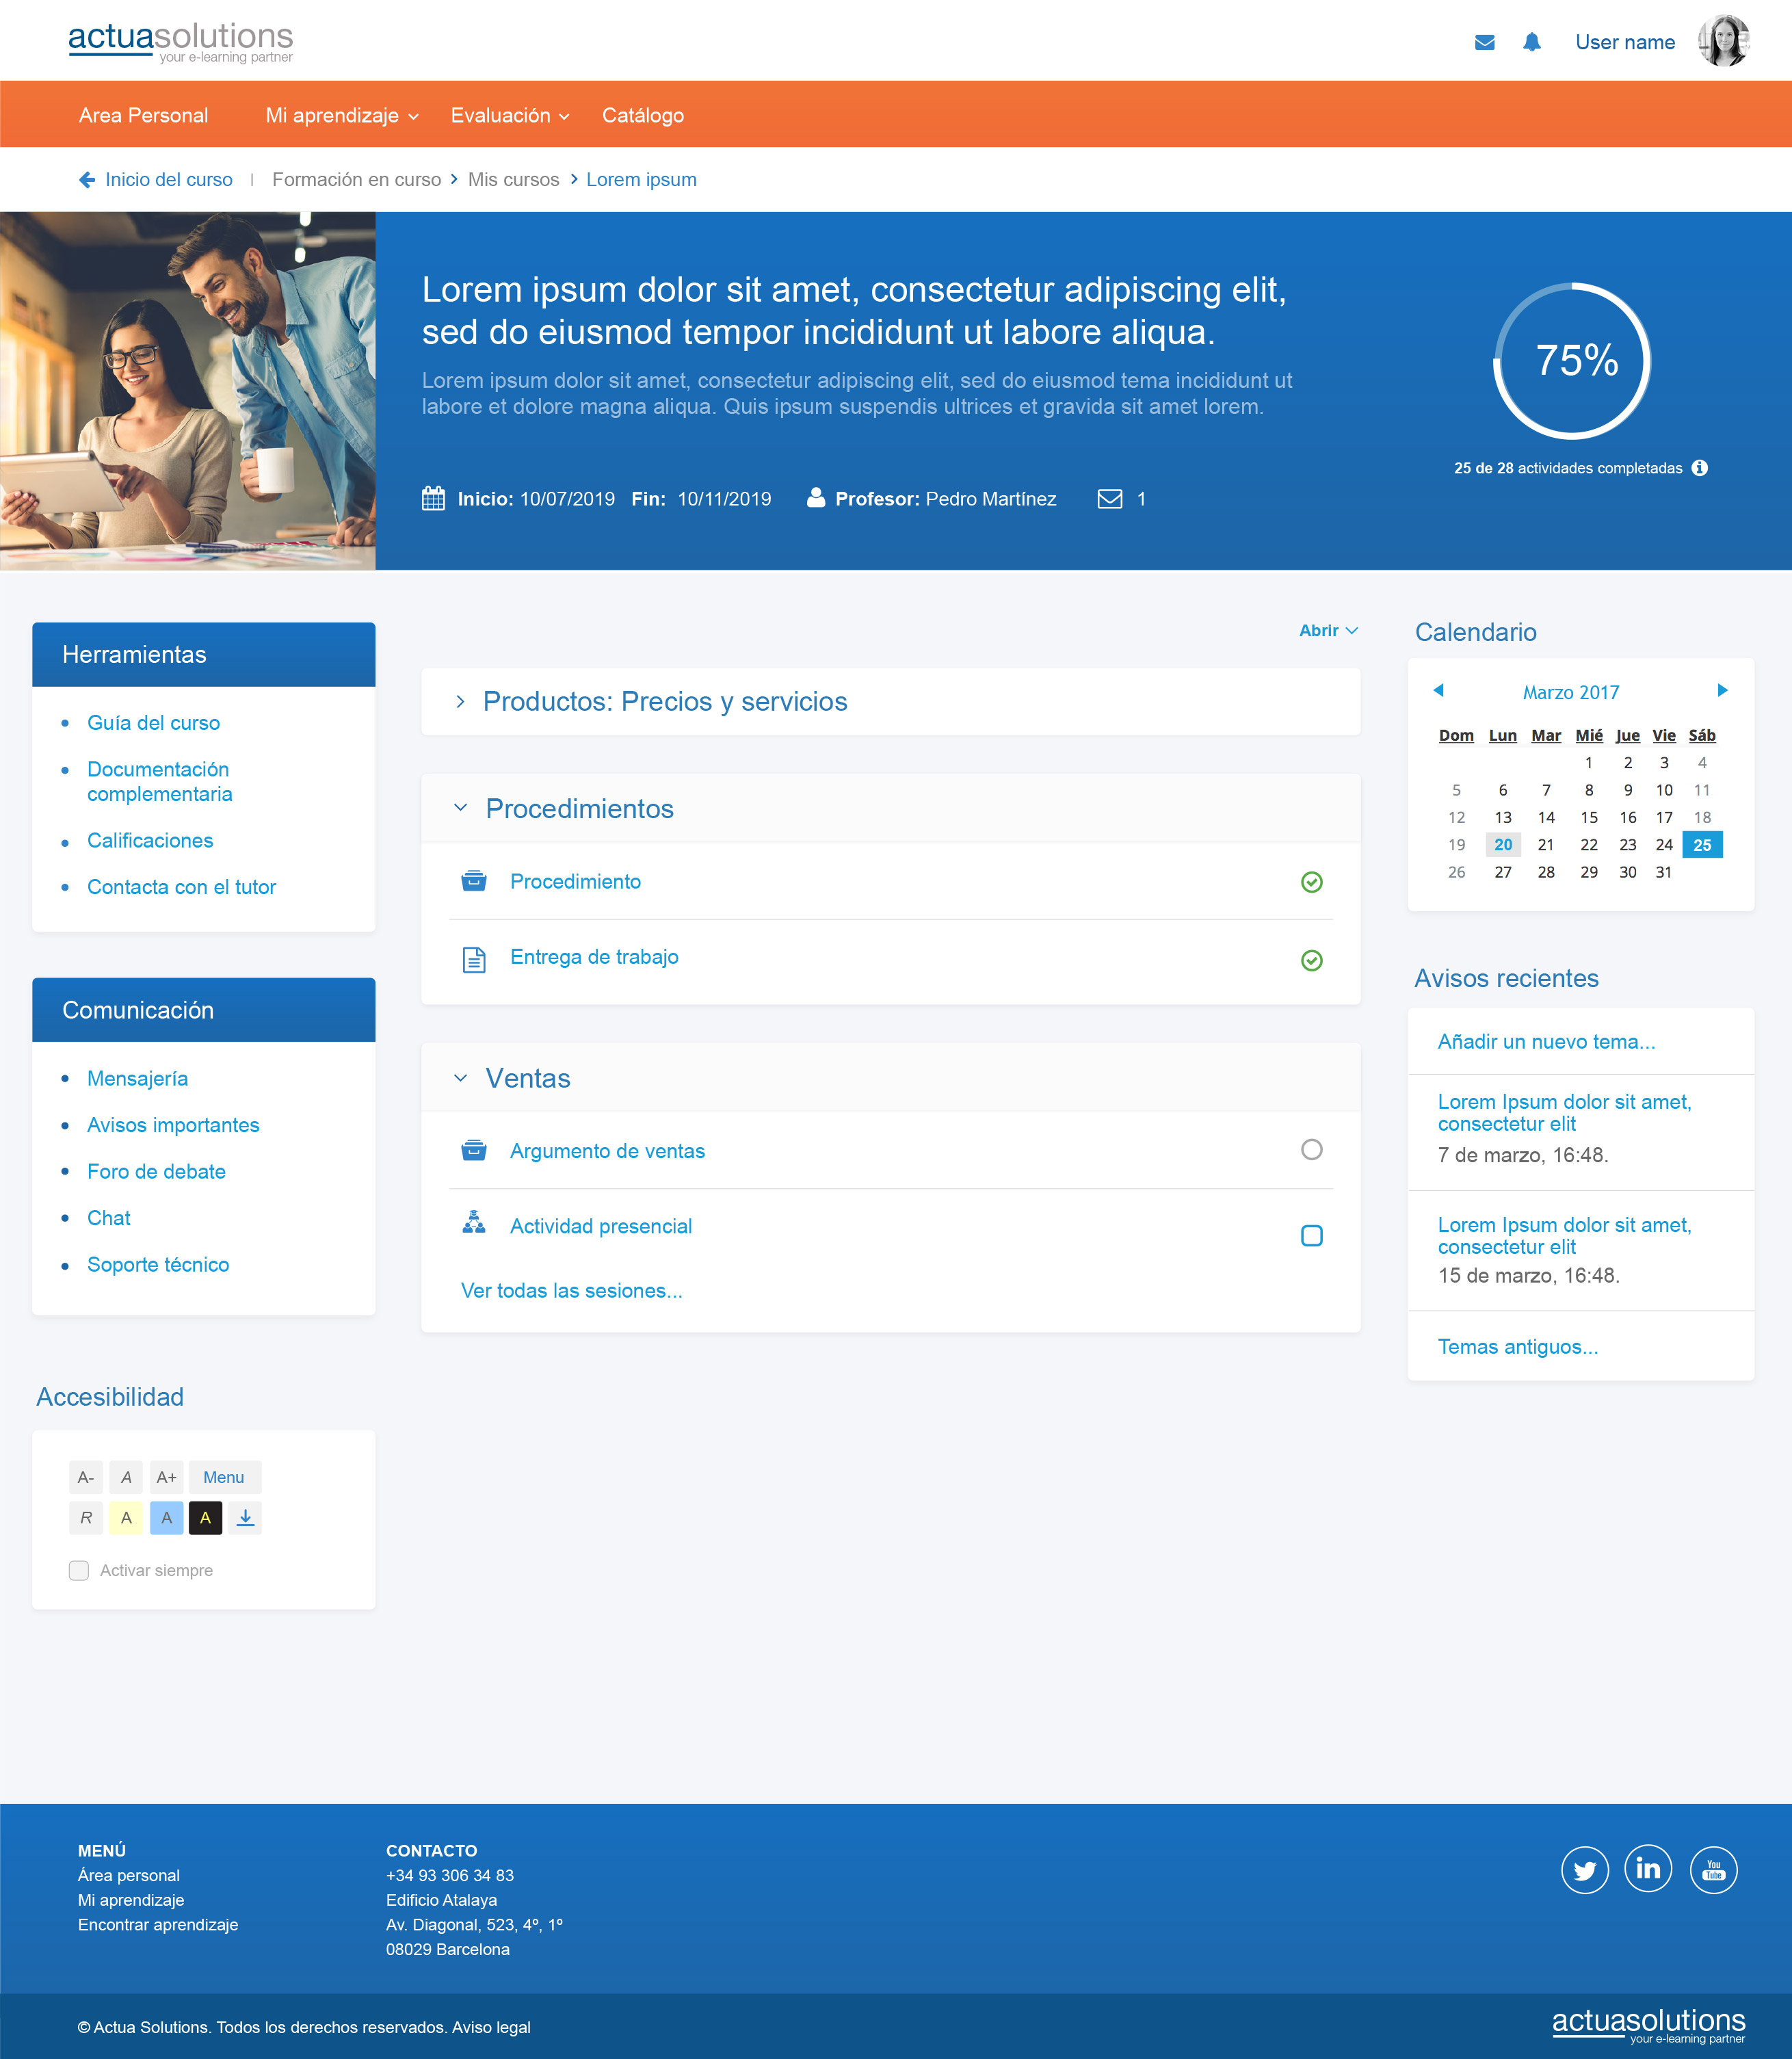 actuasolutions
your e-learning partner
User name
Area Personal
Mi aprendizaje
Evaluación
Catálogo
Inicio del curso | Formación en curso > Mis cursos > Lorem ipsum
Lorem ipsum dolor sit amet, consectetur adipiscing elit,
sed do eiusmod tempor incididunt ut labore aliqua.
Lorem ipsum dolor sit amet, consectetur adipiscing elit, sed do eiusmod tema incididunt ut
labore et dolore magna aliqua. Quis ipsum suspendis ultrices et gravida sit amet lorem.
Inicio: 10/07/2019 Fin: 10/11/2019 Profesor: Pedro Martínez 1
75%
25 de 28 actividades completadas
Herramientas
Guía del curso
Documentación
complementaria
Calificaciones
Contacta con el tutor
Comunicación
Mensajería
Avisos importantes
Foro de debate
Chat
Soporte técnico
Accesibilidad
A- A A+ Menu
R A A A
Activar siempre
Abrir
Productos: Precios y servicios
Procedimientos
Procedimiento
Entrega de trabajo
Ventas
Argumento de ventas
Actividad presencial
Ver todas las sesiones...
Calendario
Marzo 2017
Dom Lun Mar Mié Jue Vie Sáb
1 2 3 4
5 6 7 8 9 10 11
12 13 14 15 16 17 18
19 20 21 22 23 24 25
26 27 28 29 30 31
Avisos recientes
Añadir un nuevo tema...
Lorem Ipsum dolor sit amet,
consectetur elit
7 de marzo, 16:48.
Lorem Ipsum dolor sit amet,
consectetur elit
15 de marzo, 16:48.
Temas antiguos...
MENÚ
Área personal
Mi aprendizaje
Encontrar aprendizaje
CONTACTO
+34 93 306 34 83
Edificio Atalaya
Av. Diagonal, 523, 4º, 1º
08029 Barcelona
in
You
Tube
© Actua Solutions. Todos los derechos reservados. Aviso legal
actuasolutions
your e-learning partner